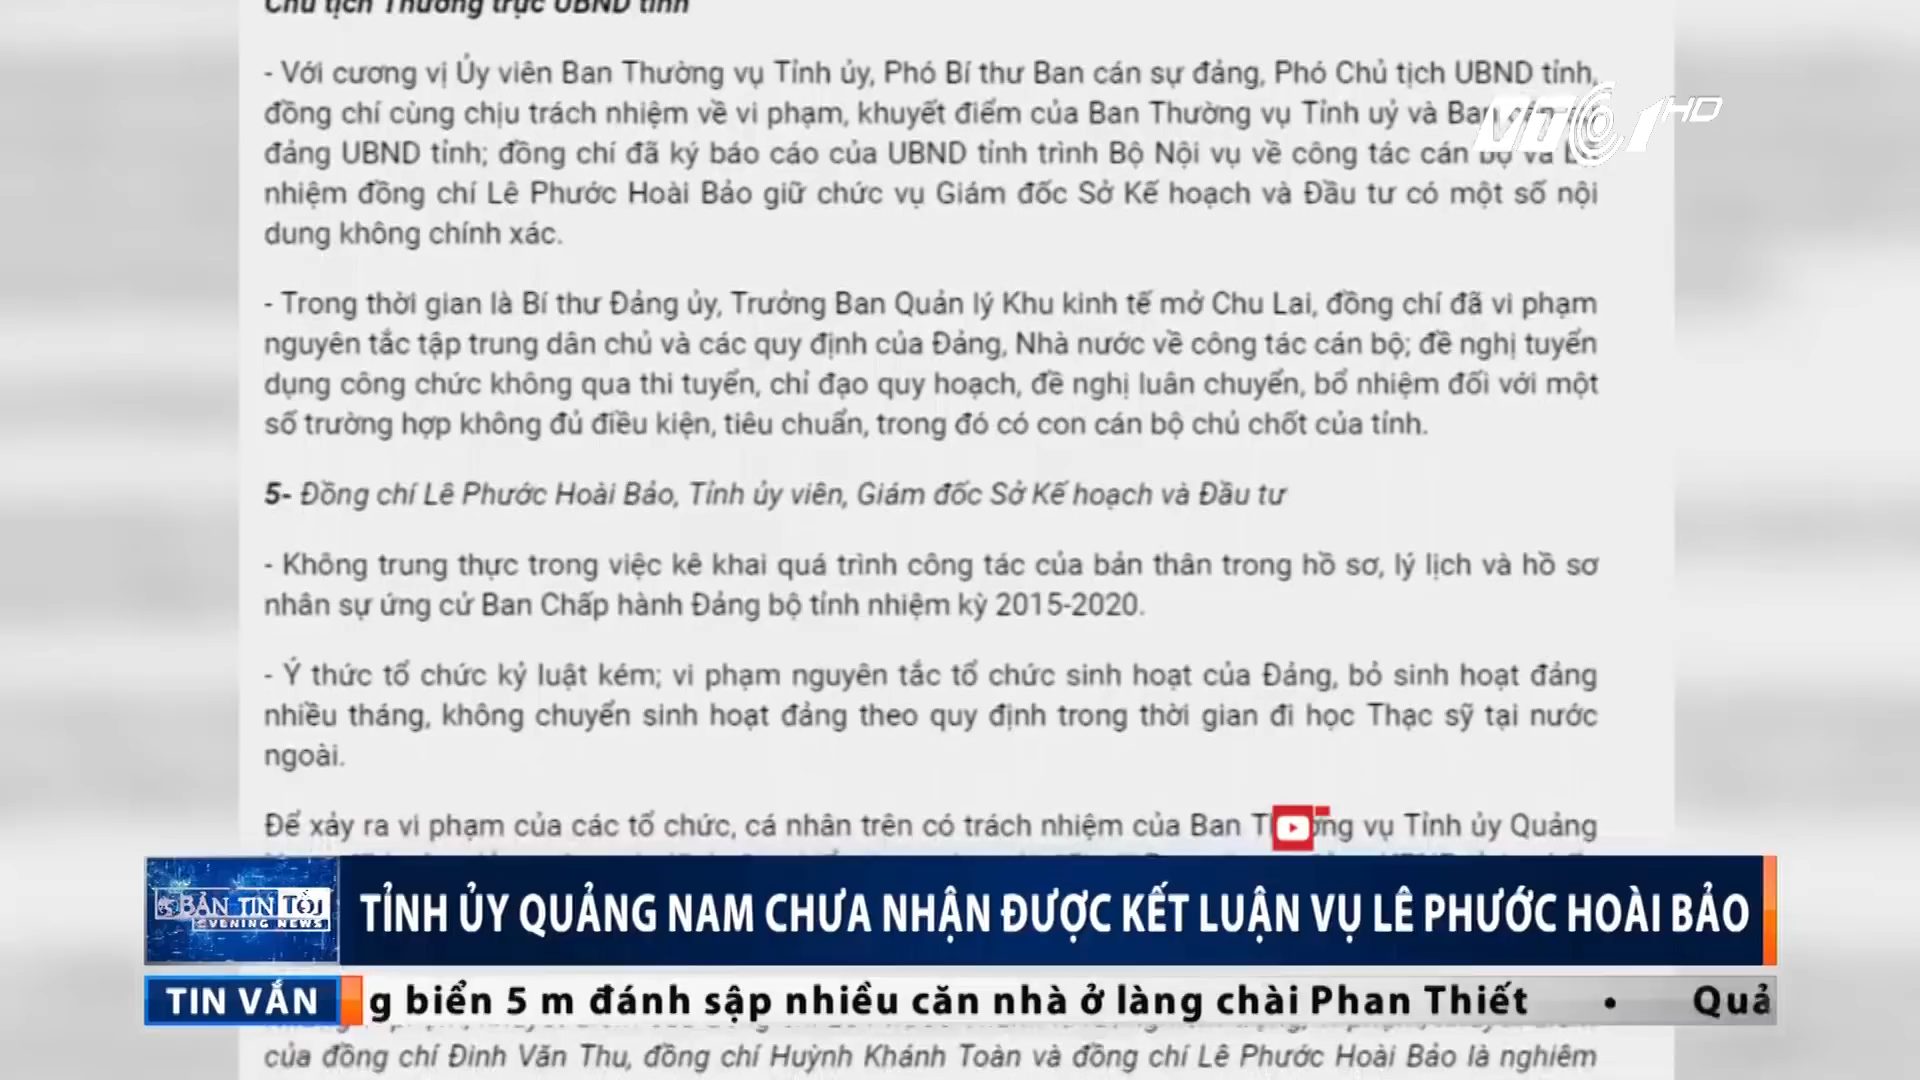 Chủ tịch Thường trực UBND tỉnh
- Với cương vị Ủy viên Ban Thường vụ Tỉnh ủy, Phó Bí thư Ban cán sự đảng, Phó Chủ tịch UBND tỉnh,
đồng chí cùng chịu trách nhiệm về vi phạm, khuyết điểm của Ban Thường vụ Tỉnh uỷ và Ban cán sự
đảng UBND tỉnh; đồng chí đã ký báo cáo của UBND tỉnh trình Bộ Nội vụ về công tác cán bộ và
nhiệm đồng chí Lê Phước Hoài Bảo giữ chức vụ Giám đốc Sở Kế hoạch và Đầu tư có một số nội
dung không chính xác.
VTC1 HD
- Trong thời gian là Bí thư Đảng ủy, Trưởng Ban Quản lý Khu kinh tế mở Chu Lai, đồng chí đã vi phạm
nguyên tắc tập trung dân chủ và các quy định của Đảng, Nhà nước về công tác cán bộ; đề nghị tuyển
dụng công chức không qua thi tuyển, chỉ đạo quy hoạch, đề nghị luân chuyển, bổ nhiệm đối với một
số trường hợp không đủ điều kiện, tiêu chuẩn, trong đó có con cán bộ chủ chốt của tỉnh.
5- Đồng chí Lê Phước Hoài Bảo, Tỉnh ủy viên, Giám đốc Sở Kế hoạch và Đầu tư
- Không trung thực trong việc kê khai quá trình công tác của bản thân trong hồ sơ, lý lịch và hồ sơ
nhân sự ứng cử Ban Chấp hành Đảng bộ tỉnh nhiệm kỳ 2015-2020.
- Ý thức tổ chức kỷ luật kém; vi phạm nguyên tắc tổ chức sinh hoạt của Đảng, bỏ sinh hoạt đảng
nhiều tháng, không chuyển sinh hoạt đảng theo quy định trong thời gian đi học Thạc sỹ tại nước
ngoài.
Để xảy ra vi phạm của các tổ chức, cá nhân trên có trách nhiệm của Ban Thường vụ Tỉnh ủy Quảng
BẢN TIN TỐI
EVENING NEWS
TỈNH ỦY QUẢNG NAM CHƯA NHẬN ĐƯỢC KẾT LUẬN VỤ LÊ PHƯỚC HOÀI BẢO
TIN VẮN
g biển 5 m đánh sập nhiều căn nhà ở làng chài Phan Thiết • Quả
của đồng chí Đinh Văn Thu, đồng chí Huỳnh Khánh Toàn và đồng chí Lê Phước Hoài Bảo là nghiêm